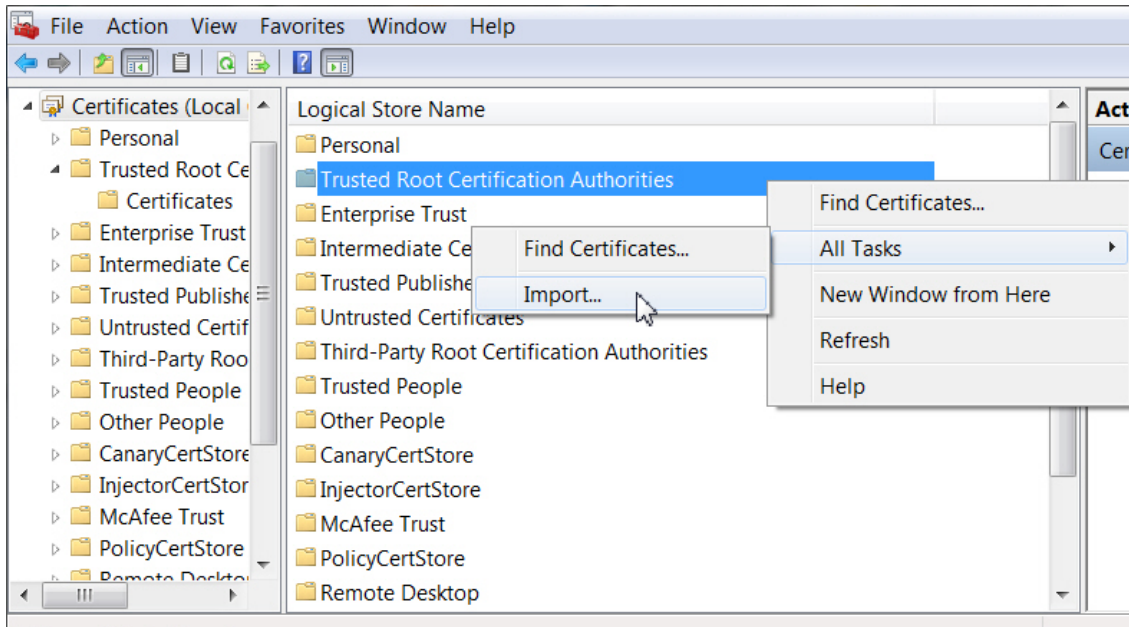 File Action View Favorites Window Help
Certificates (Local
Personal
Trusted Root Ce
Certificates
Enterprise Trust
Intermediate Ce
Trusted Publishe
Untrusted Certif
Third-Party Roo
Trusted People
Other People
CanaryCertStore
InjectorCertStor
McAfee Trust
PolicyCertStore
Remote Deskto
Logical Store Name
Personal
Trusted Root Certification Authorities
Enterprise Trust
Intermediate Ce
Trusted Publishe
Untrusted Certificates
Third-Party Root Certification Authorities
Trusted People
Other People
CanaryCertStore
InjectorCertStore
McAfee Trust
PolicyCertStore
Remote Desktop
Find Certificates...
Import...
Find Certificates...
All Tasks
New Window from Here
Refresh
Help
Act
Cer